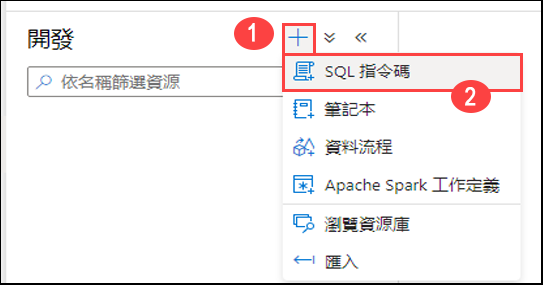 開發
1
依名稱篩選資源
SQL 指令碼
2
筆記本
資料流程
Apache Spark 工作定義
瀏覽資源庫
匯入